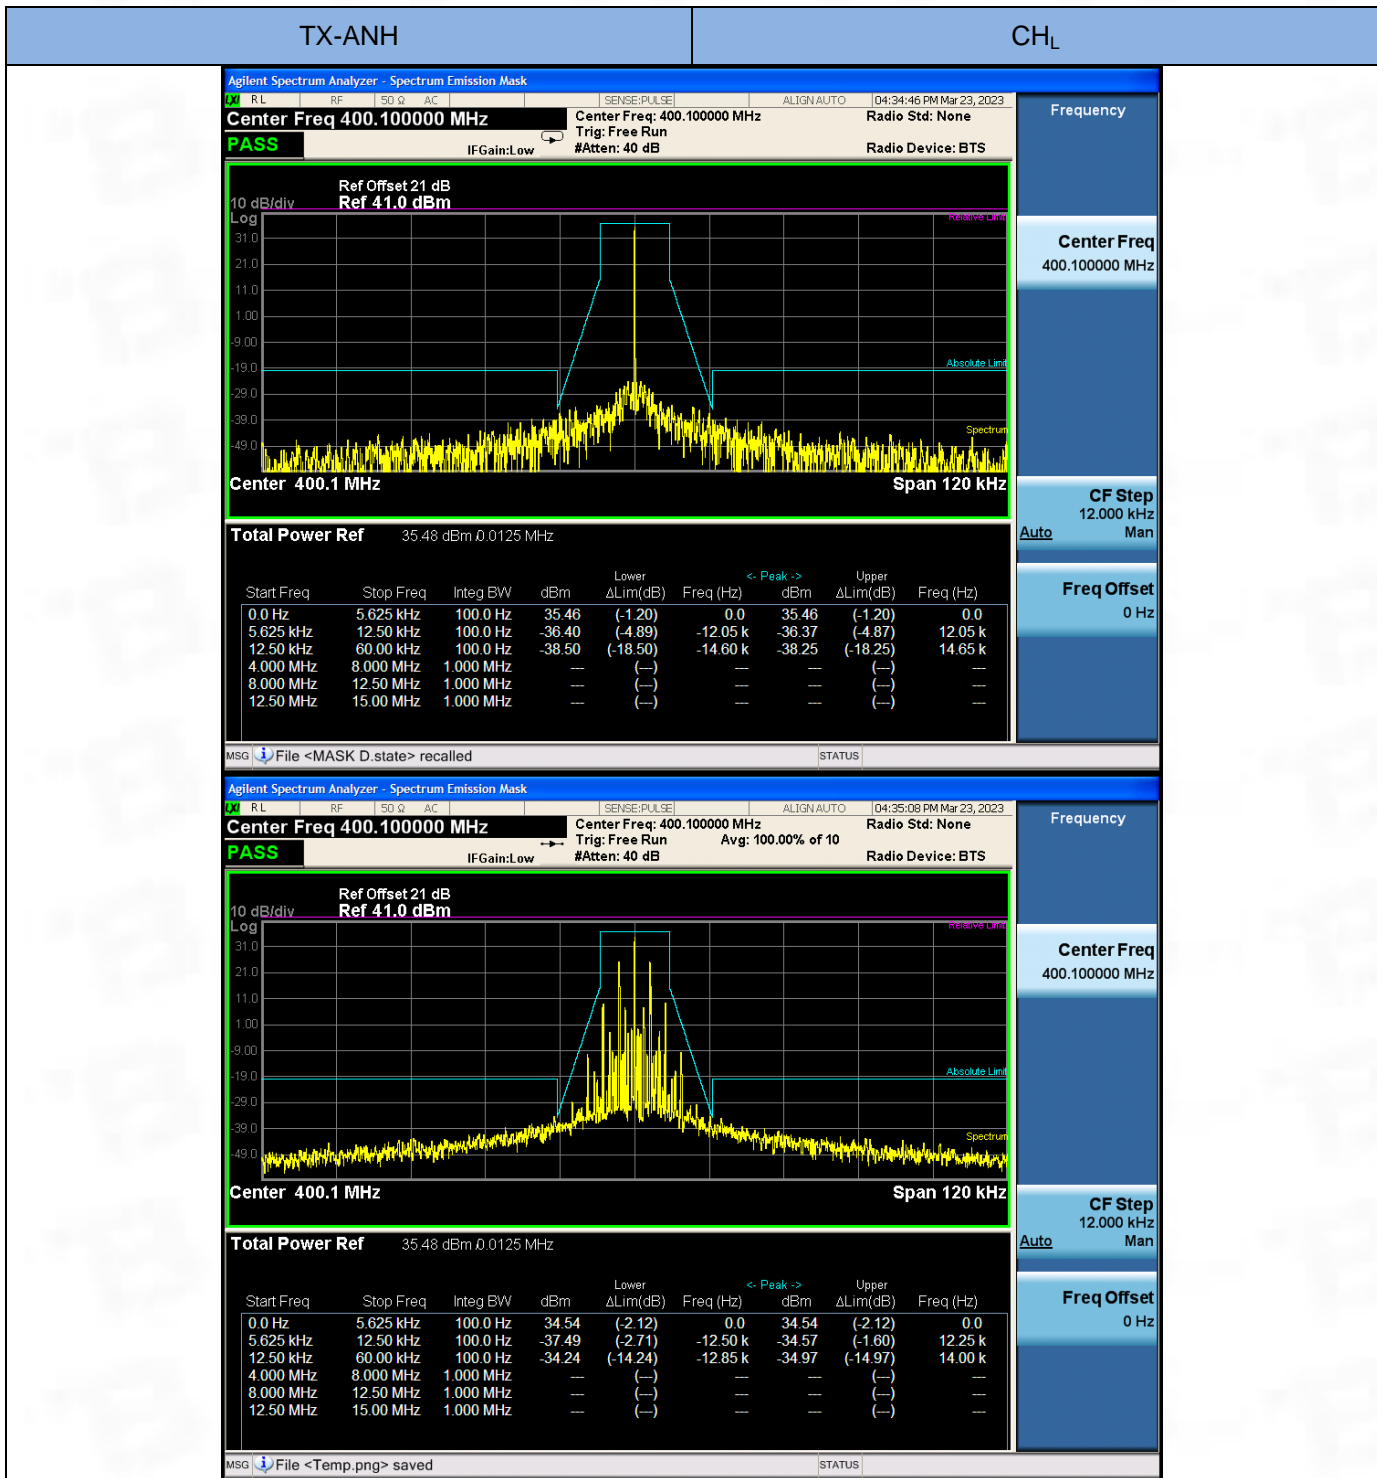 TX-ANH
CHL
Agilent Spectrum Analyzer - Spectrum Emission Mask
LXI RL RF 50 Ω AC SENSE:PULSE ALIGN AUTO 04:34:46 PM Mar 23, 2023
Center Freq 400.100000 MHz
Center Freq: 400.100000 MHz
Radio Std: None
Trig: Free Run
PASS
IFGain:Low
#Atten: 40 dB
Radio Device: BTS
Ref Offset 21 dB
10 dB/div Ref 41.0 dBm
Log
Relative Limit
31.0
21.0
11.0
1.00
-9.00
-19.0
Absolute Limit
-29.0
-39.0
Spectrum
-49.0
Center 400.1 MHz
Span 120 kHz
Total Power Ref 35.48 dBm / 0.0125 MHz
Lower <- Peak -> Upper
Start Freq Stop Freq Integ BW dBm ΔLim(dB) Freq (Hz) dBm ΔLim(dB) Freq (Hz)
0.0 Hz 5.625 kHz 100.0 Hz 35.46 (-1.20) 0.0 35.46 (-1.20) 0.0
5.625 kHz 12.50 kHz 100.0 Hz -36.40 (-4.89) -12.05 k -36.37 (-4.87) 12.05 k
12.50 kHz 60.00 kHz 100.0 Hz -38.50 (-18.50) -14.60 k -38.25 (-18.25) 14.65 k
4.000 MHz 8.000 MHz 1.000 MHz --- (---) --- --- (---) ---
8.000 MHz 12.50 MHz 1.000 MHz --- (---) --- --- (---) ---
12.50 MHz 15.00 MHz 1.000 MHz --- (---) --- --- (---) ---
MSG File <MASK D.state> recalled STATUS
Frequency
Center Freq
400.100000 MHz
CF Step
12.000 kHz
Auto Man
Freq Offset
0 Hz
Agilent Spectrum Analyzer - Spectrum Emission Mask
LXI RL RF 50 Ω AC SENSE:PULSE ALIGN AUTO 04:35:08 PM Mar 23, 2023
Center Freq 400.100000 MHz
Center Freq: 400.100000 MHz
Radio Std: None
Trig: Free Run Avg: 100.00% of 10
PASS
IFGain:Low
#Atten: 40 dB
Radio Device: BTS
Ref Offset 21 dB
10 dB/div Ref 41.0 dBm
Log
Relative Limit
31.0
21.0
11.0
1.00
-9.00
-19.0
Absolute Limit
-29.0
-39.0
Spectrum
-49.0
Center 400.1 MHz
Span 120 kHz
Total Power Ref 35.48 dBm / 0.0125 MHz
Lower <- Peak -> Upper
Start Freq Stop Freq Integ BW dBm ΔLim(dB) Freq (Hz) dBm ΔLim(dB) Freq (Hz)
0.0 Hz 5.625 kHz 100.0 Hz 34.54 (-2.12) 0.0 34.54 (-2.12) 0.0
5.625 kHz 12.50 kHz 100.0 Hz -37.49 (-2.71) -12.50 k -34.57 (-1.60) 12.25 k
12.50 kHz 60.00 kHz 100.0 Hz -34.24 (-14.24) -12.85 k -34.97 (-14.97) 14.00 k
4.000 MHz 8.000 MHz 1.000 MHz --- (---) --- --- (---) ---
8.000 MHz 12.50 MHz 1.000 MHz --- (---) --- --- (---) ---
12.50 MHz 15.00 MHz 1.000 MHz --- (---) --- --- (---) ---
MSG File <Temp.png> saved STATUS
Frequency
Center Freq
400.100000 MHz
CF Step
12.000 kHz
Auto Man
Freq Offset
0 Hz